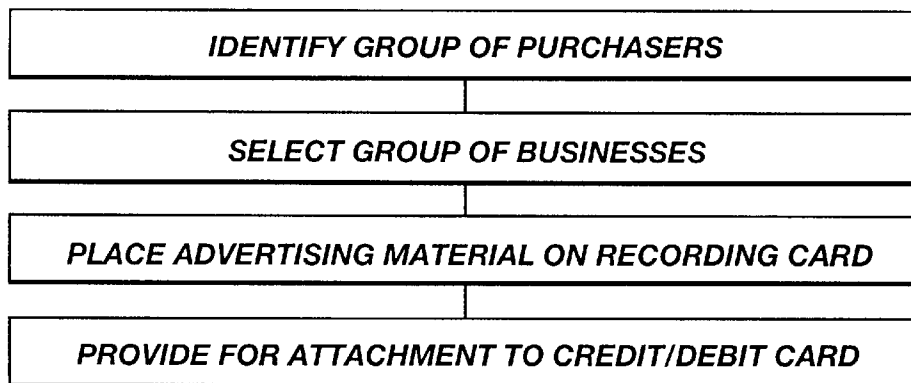 IDENTIFY GROUP OF PURCHASERS
SELECT GROUP OF BUSINESSES
PLACE ADVERTISING MATERIAL ON RECORDING CARD
PROVIDE FOR ATTACHMENT TO CREDIT/DEBIT CARD